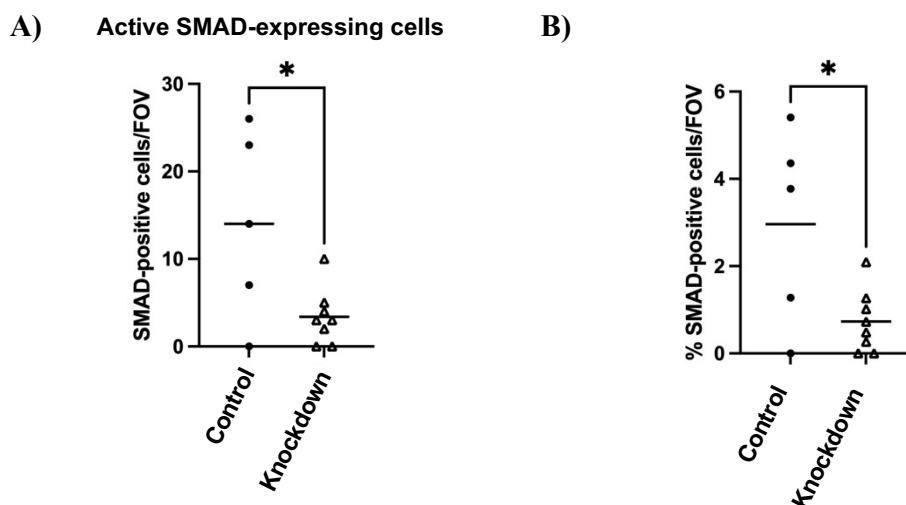 A) Active SMAD-expressing cells
*
SMAD-positive cells/FOV
30
20
10
0
Control
Knockdown
B)
*
% SMAD-positive cells/FOV
6
4
2
0
Control
Knockdown